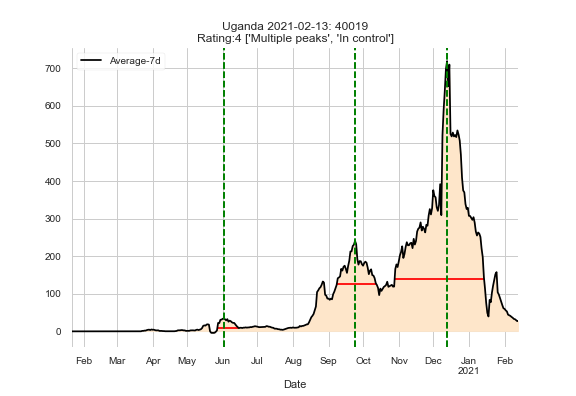 Uganda 2021-02-13: 40019
Rating:4 ['Multiple peaks', 'In control']
Average-7d
700
600
500
400
300
200
100
0
Feb Mar Apr May Jun Jul Aug Sep Oct Nov Dec Jan Feb
2021
Date